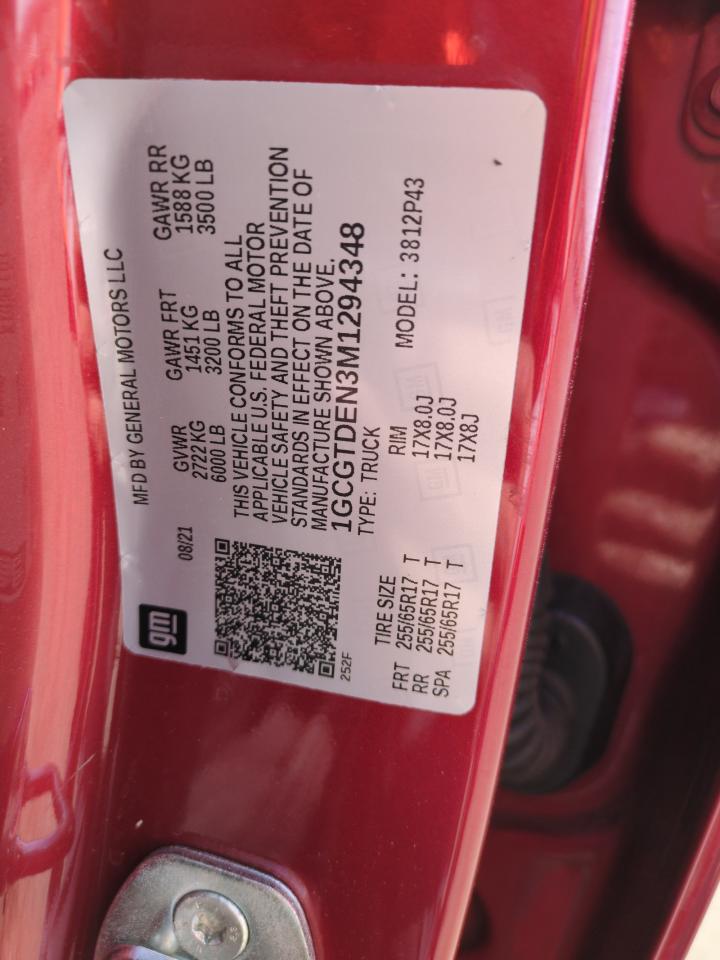 MFD BY GENERAL MOTORS LLC
gm
08/21
GVWR GAWR FRT GAWR RR
2722 KG 1451 KG 1588 KG
6000 LB 3200 LB 3500 LB
THIS VEHICLE CONFORMS TO ALL
APPLICABLE U.S. FEDERAL MOTOR
VEHICLE SAFETY AND THEFT PREVENTION
STANDARDS IN EFFECT ON THE DATE OF
MANUFACTURE SHOWN ABOVE.
1GCGTDEN3M1294348
252F
TYPE: TRUCK MODEL: 3812P43
TIRE SIZE RIM
FRT 255/65R17 T 17X8.0J
RR 255/65R17 T 17X8.0J
SPA 255/65R17 T 17X8J